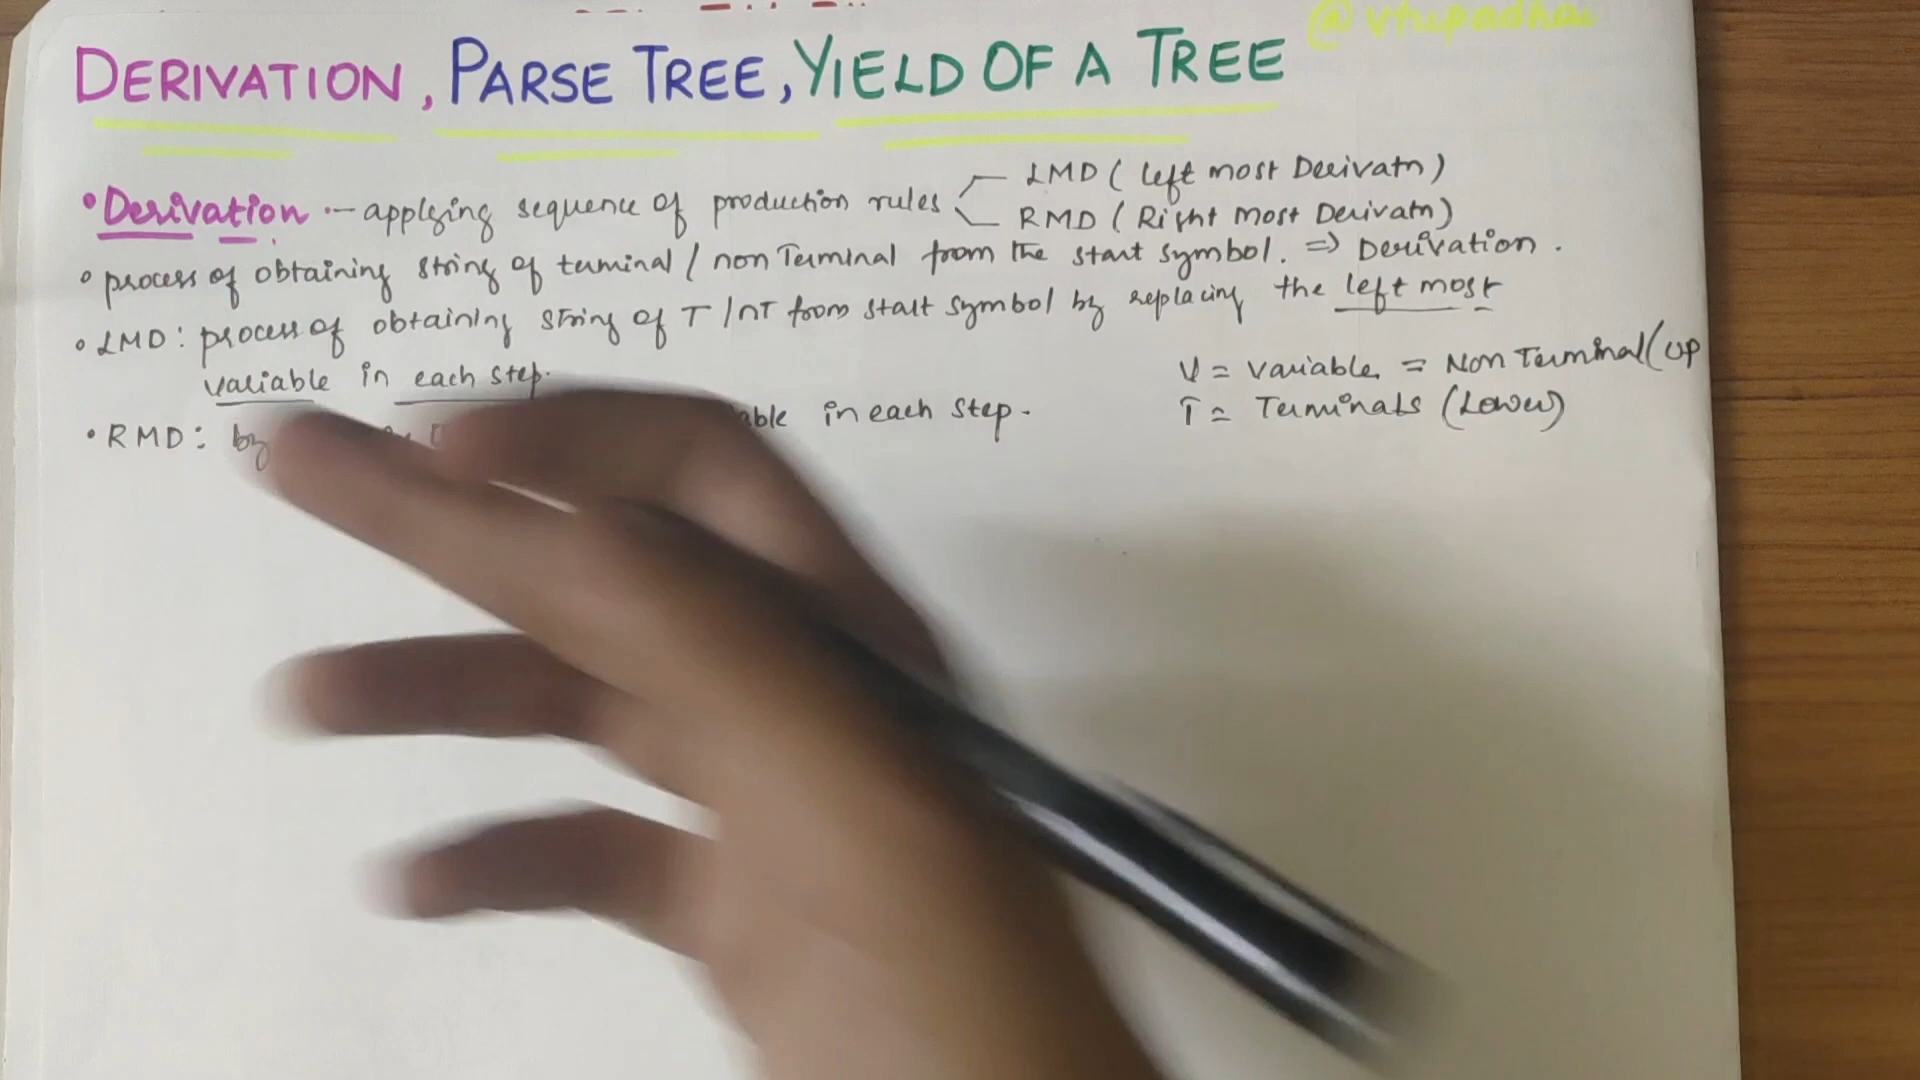 @vtupadhai
DERIVATION, PARSE TREE, YIELD OF A TREE
•Derivation :- applying sequence of production rules
LMD (left most Derivatn)
RMD (Right most Derivatn)
• process of obtaining string of terminal / non Terminal from the start symbol. => Derivation.
• LMD: process of obtaining string of T/nT from start symbol by replacing the left most
variable in each step.
• RMD: by able in each step.
V = variable = Non Terminal (up
T = Terminals (Lower)